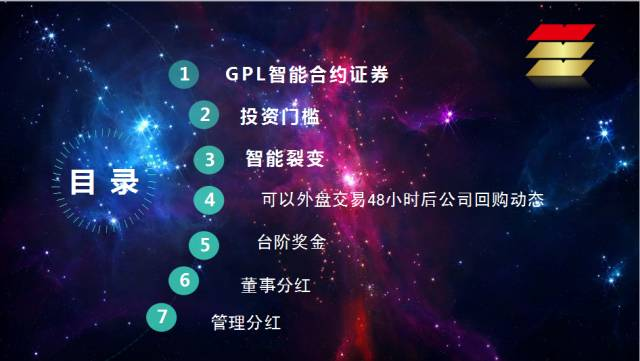 目录
1 GPL智能合约证券
2 投资门槛
3 智能裂变
4 可以外盘交易48小时后公司回购动态
5 台阶奖金
6 董事分红
7 管理分红